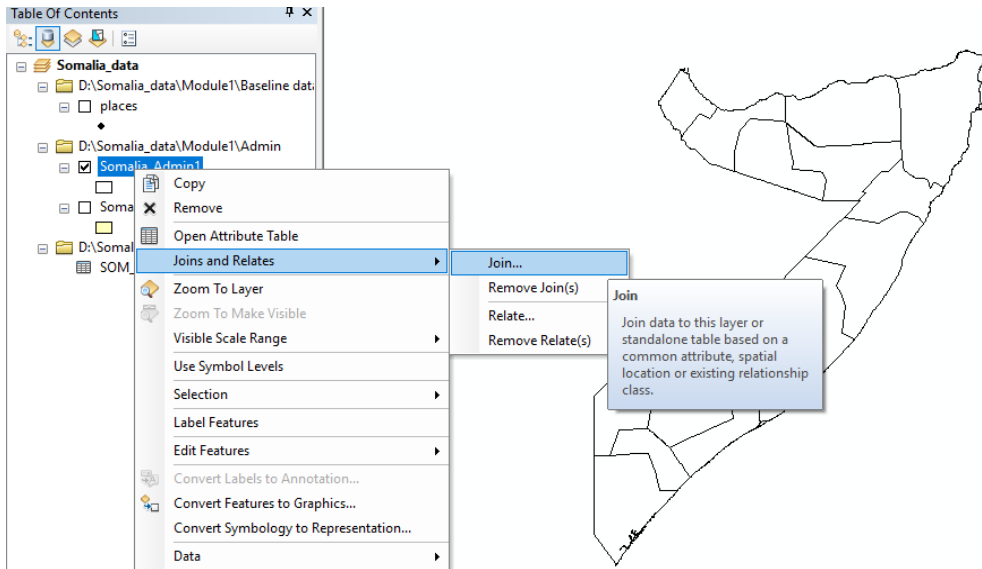 Table Of Contents
Somalia_data
D:\Somalia_data\Module1\Baseline dat
places
D:\Somalia_data\Module1\Admin
Somalia_Admin1
Soma
D:\Somal
SOM_
Copy
Remove
Open Attribute Table
Joins and Relates
Zoom To Layer
Zoom To Make Visible
Visible Scale Range
Use Symbol Levels
Selection
Label Features
Edit Features
Convert Labels to Annotation...
Convert Features to Graphics...
Convert Symbology to Representation...
Data
Join...
Remove Join(s)
Relate...
Remove Relate(s)
Join
Join data to this layer or
standalone table based on a
common attribute, spatial
location or existing relationship
class.